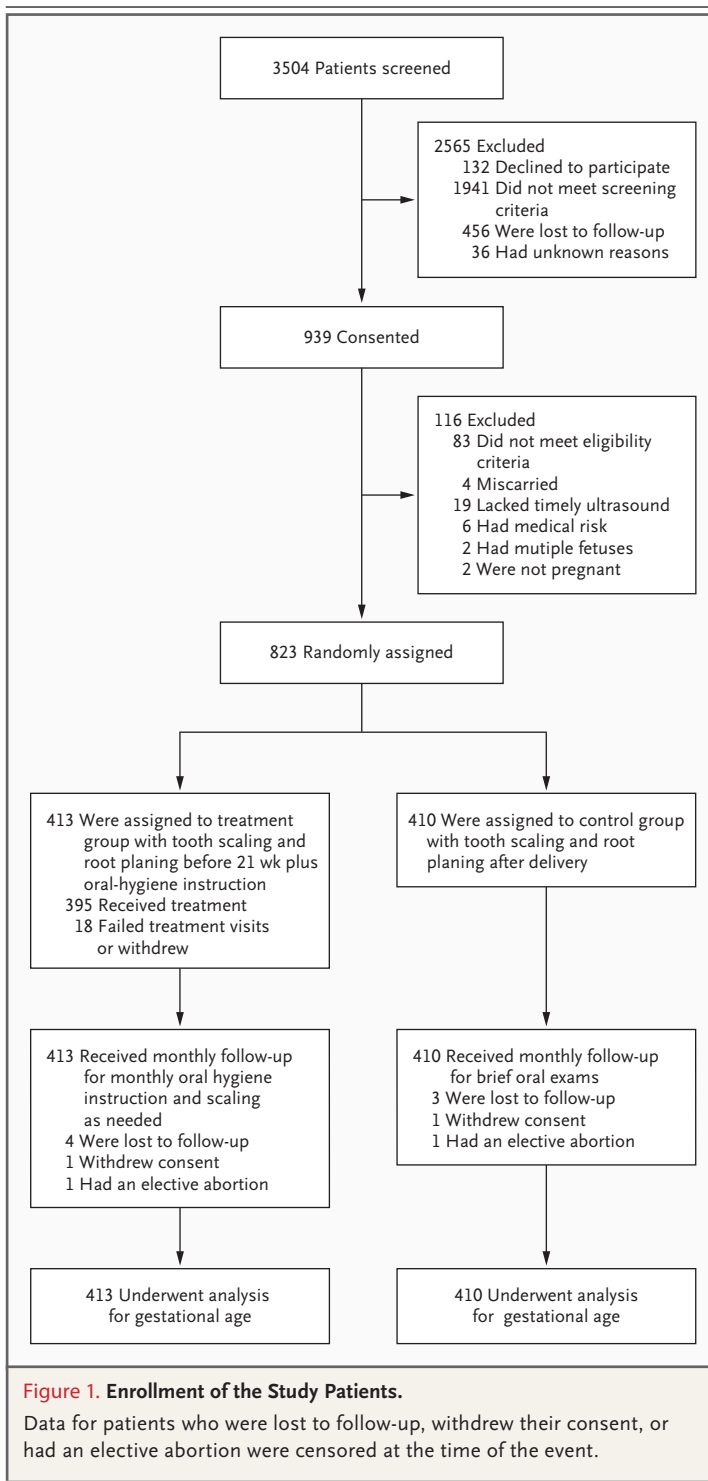 3504 Patients screened
2565 Excluded
132 Declined to participate
1941 Did not meet screening
criteria
456 Were lost to follow-up
36 Had unknown reasons
939 Consented
116 Excluded
83 Did not meet eligibility
criteria
4 Miscarried
19 Lacked timely ultrasound
6 Had medical risk
2 Had mutiple fetuses
2 Were not pregnant
823 Randomly assigned
413 Were assigned to treatment
group with tooth scaling and
root planing before 21 wk plus
oral-hygiene instruction
395 Received treatment
18 Failed treatment visits
or withdrew
410 Were assigned to control group
with tooth scaling and root
planing after delivery
413 Received monthly follow-up
for monthly oral hygiene
instruction and scaling
as needed
4 Were lost to follow-up
1 Withdrew consent
1 Had an elective abortion
410 Received monthly follow-up
for brief oral exams
3 Were lost to follow-up
1 Withdrew consent
1 Had an elective abortion
413 Underwent analysis
for gestational age
410 Underwent analysis
for gestational age
Figure 1. Enrollment of the Study Patients.
Data for patients who were lost to follow-up, withdrew their consent, or
had an elective abortion were censored at the time of the event.